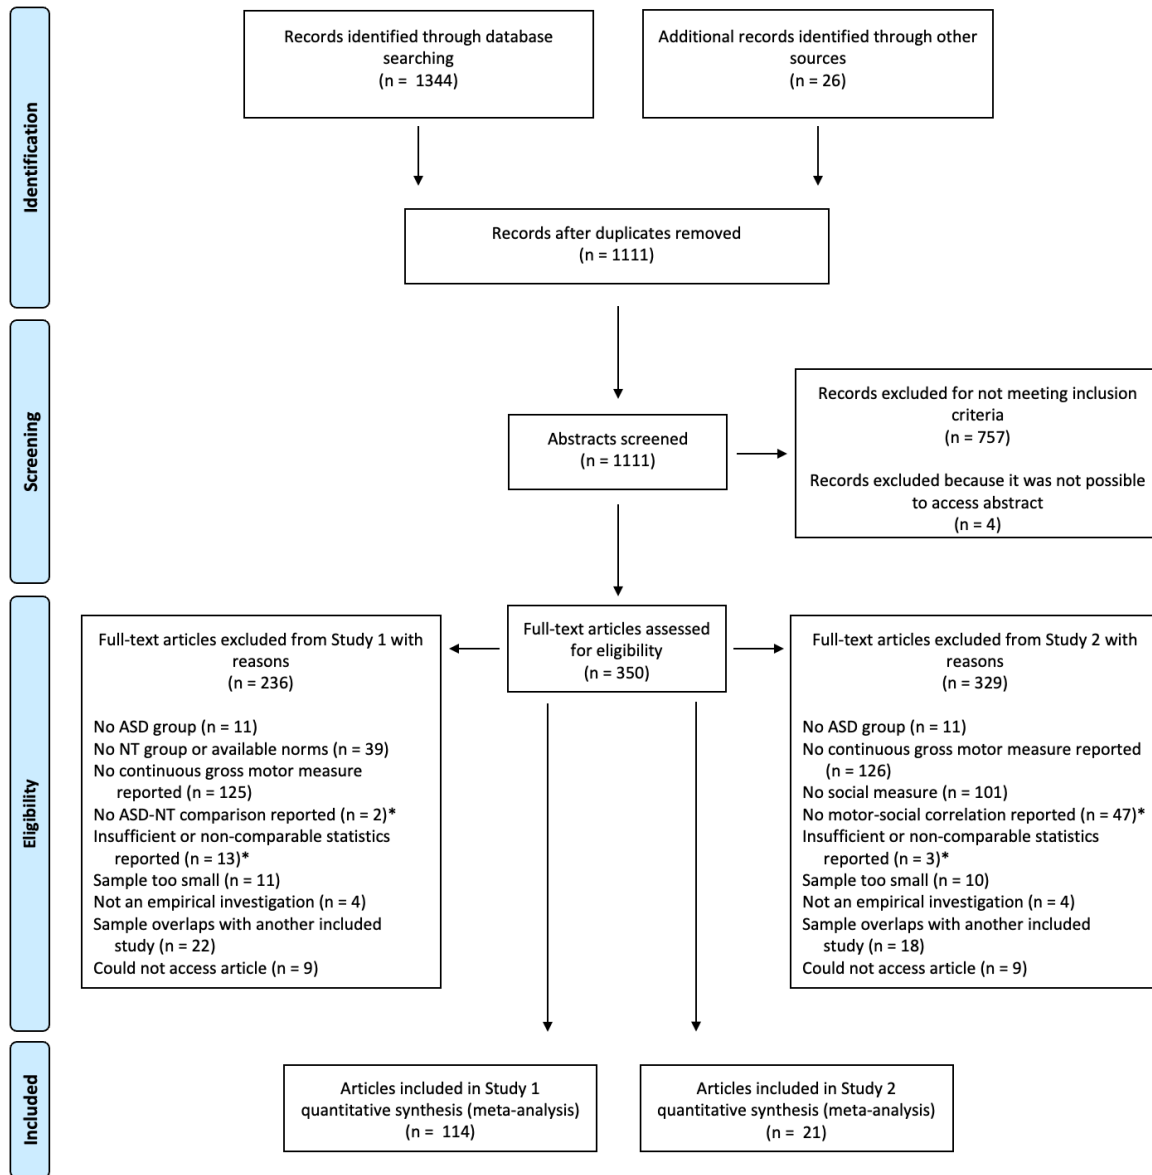 Identification
Records identified through database
searching
(n =  1344)
Additional records identified through other
sources
(n = 26)
Records after duplicates removed
(n = 1111)
Screening
Abstracts screened
(n = 1111)
Records excluded for not meeting inclusion
criteria
(n = 757)
Records excluded because it was not possible
to access abstract
(n = 4)
Eligibility
Full-text articles excluded from Study 1 with
reasons
(n = 236)
No ASD group (n = 11)
No NT group or available norms (n = 39)
No continuous gross motor measure
reported (n = 125)
No ASD-NT comparison reported (n = 2)*
Insufficient or non-comparable statistics
reported (n = 13)*
Sample too small (n = 11)
Not an empirical investigation (n = 4)
Sample overlaps with another included
study (n = 22)
Could not access article (n = 9)
Full-text articles assessed
for eligibility
(n = 350)
Full-text articles excluded from Study 2 with
reasons
(n = 329)
No ASD group (n = 11)
No continuous gross motor measure reported
(n = 126)
No social measure (n = 101)
No motor-social correlation reported (n = 47)*
Insufficient or non-comparable statistics
reported (n = 3)*
Sample too small (n = 10)
Not an empirical investigation (n = 4)
Sample overlaps with another included
study (n = 18)
Could not access article (n = 9)
Included
Articles included in Study 1
quantitative synthesis (meta-analysis)
(n =  114)
Articles included in Study 2
quantitative synthesis (meta-analysis)
(n =  21)